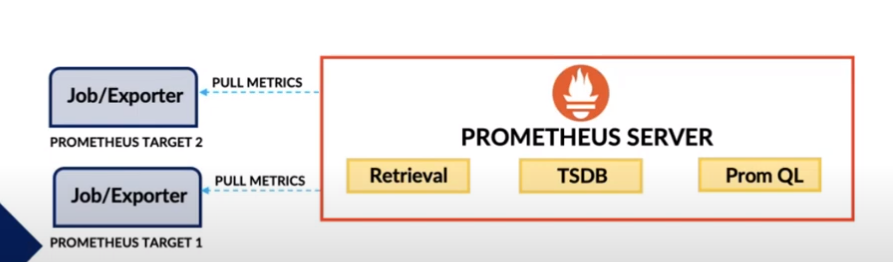 Job/Exporter
PULL METRICS
PROMETHEUS TARGET 2
Job/Exporter
PULL METRICS
PROMETHEUS TARGET 1
PROMETHEUS SERVER
Retrieval
TSDB
Prom QL